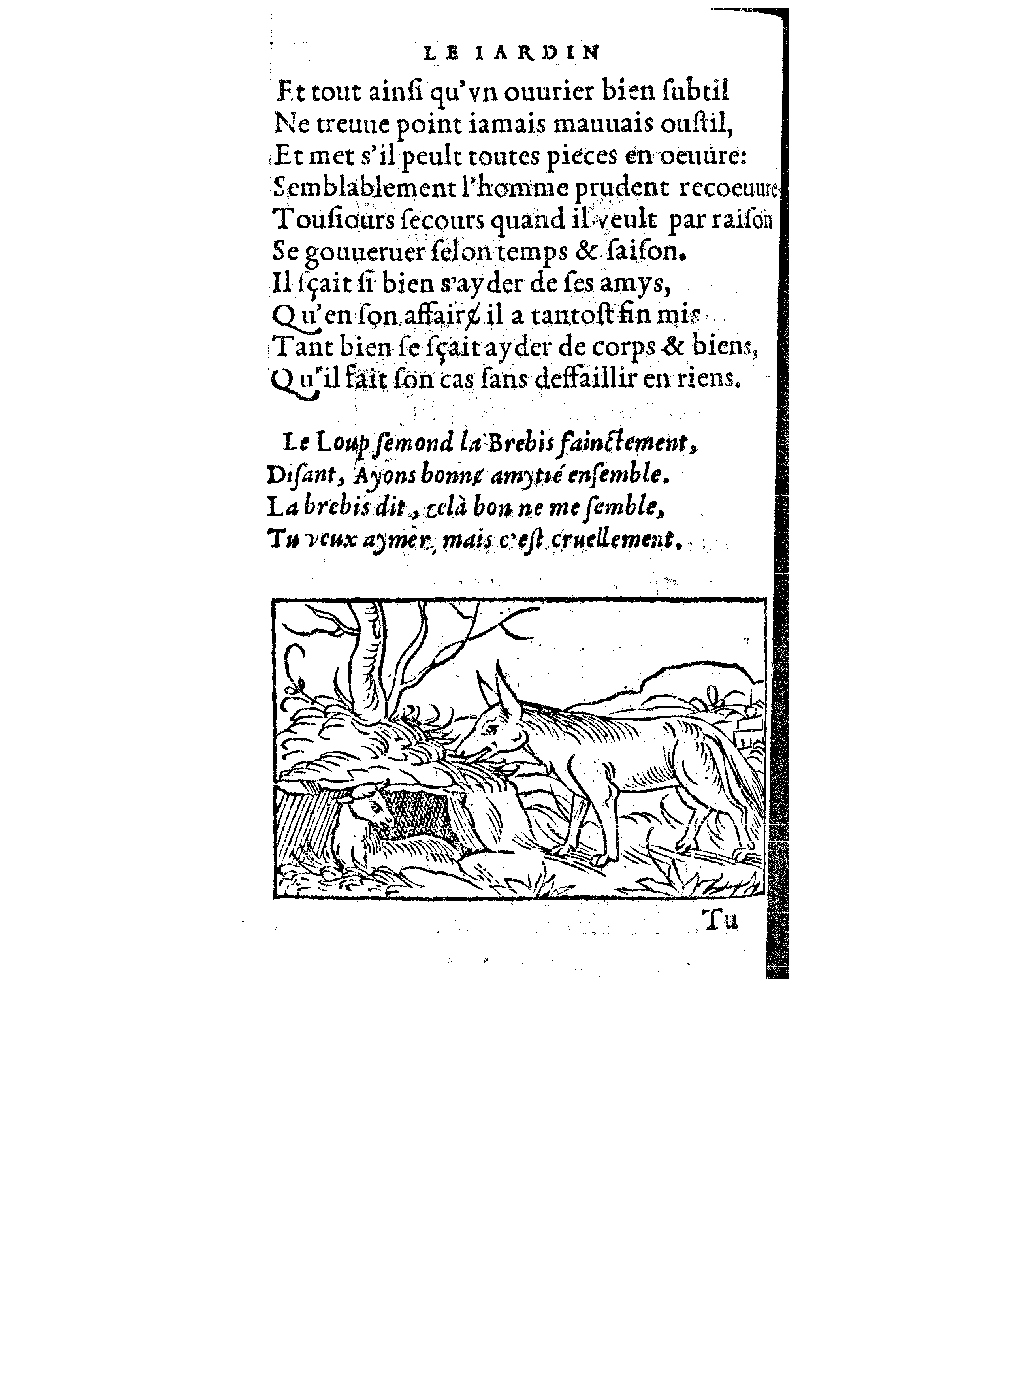 LE IARDIN
Et tout ainſi qu'vn ouurier bien ſubtil
Ne treuue point iamais mauuais ouſtil,
Et met s'il peult toutes pieces en oeuure:
Semblablement l'homme prudent recoeuure
Touſiours ſecours quand il veult par raiſon
Se gouueruer ſelon temps & ſaiſon.
Il ſçait ſi bien s'ayder de ſes amys,
Qu'en ſon affairɇ il a tantoſt fin mis
Tant bien ſe ſçait ayder de corps & biens,
Qu'il fait ſon cas ſans deffaillir en riens.
Le Loup ſemond la Brebis fainctement,
Diſant, Ayons bonnɇ amytié enſemble.
La brebis dit, celà bon ne me ſemble,
Tu veux aymer, mais c'eſt cruellement.
Tu